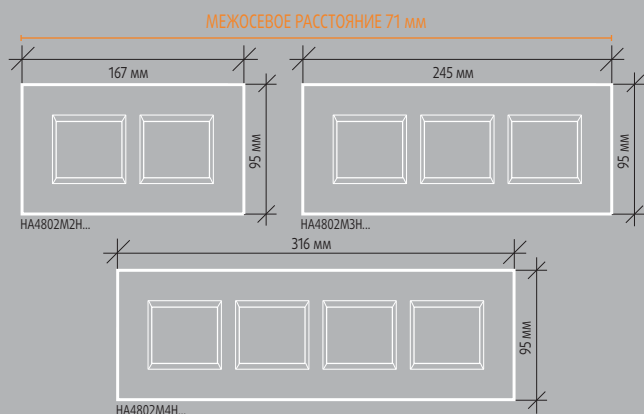 МЕЖОСЕВОЕ РАССТОЯНИЕ 71 мм
167 мм
245 мм
95 мм
95 мм
HA4802M2H...
HA4802M3H...
316 мм
95 мм
HA4802M4H...